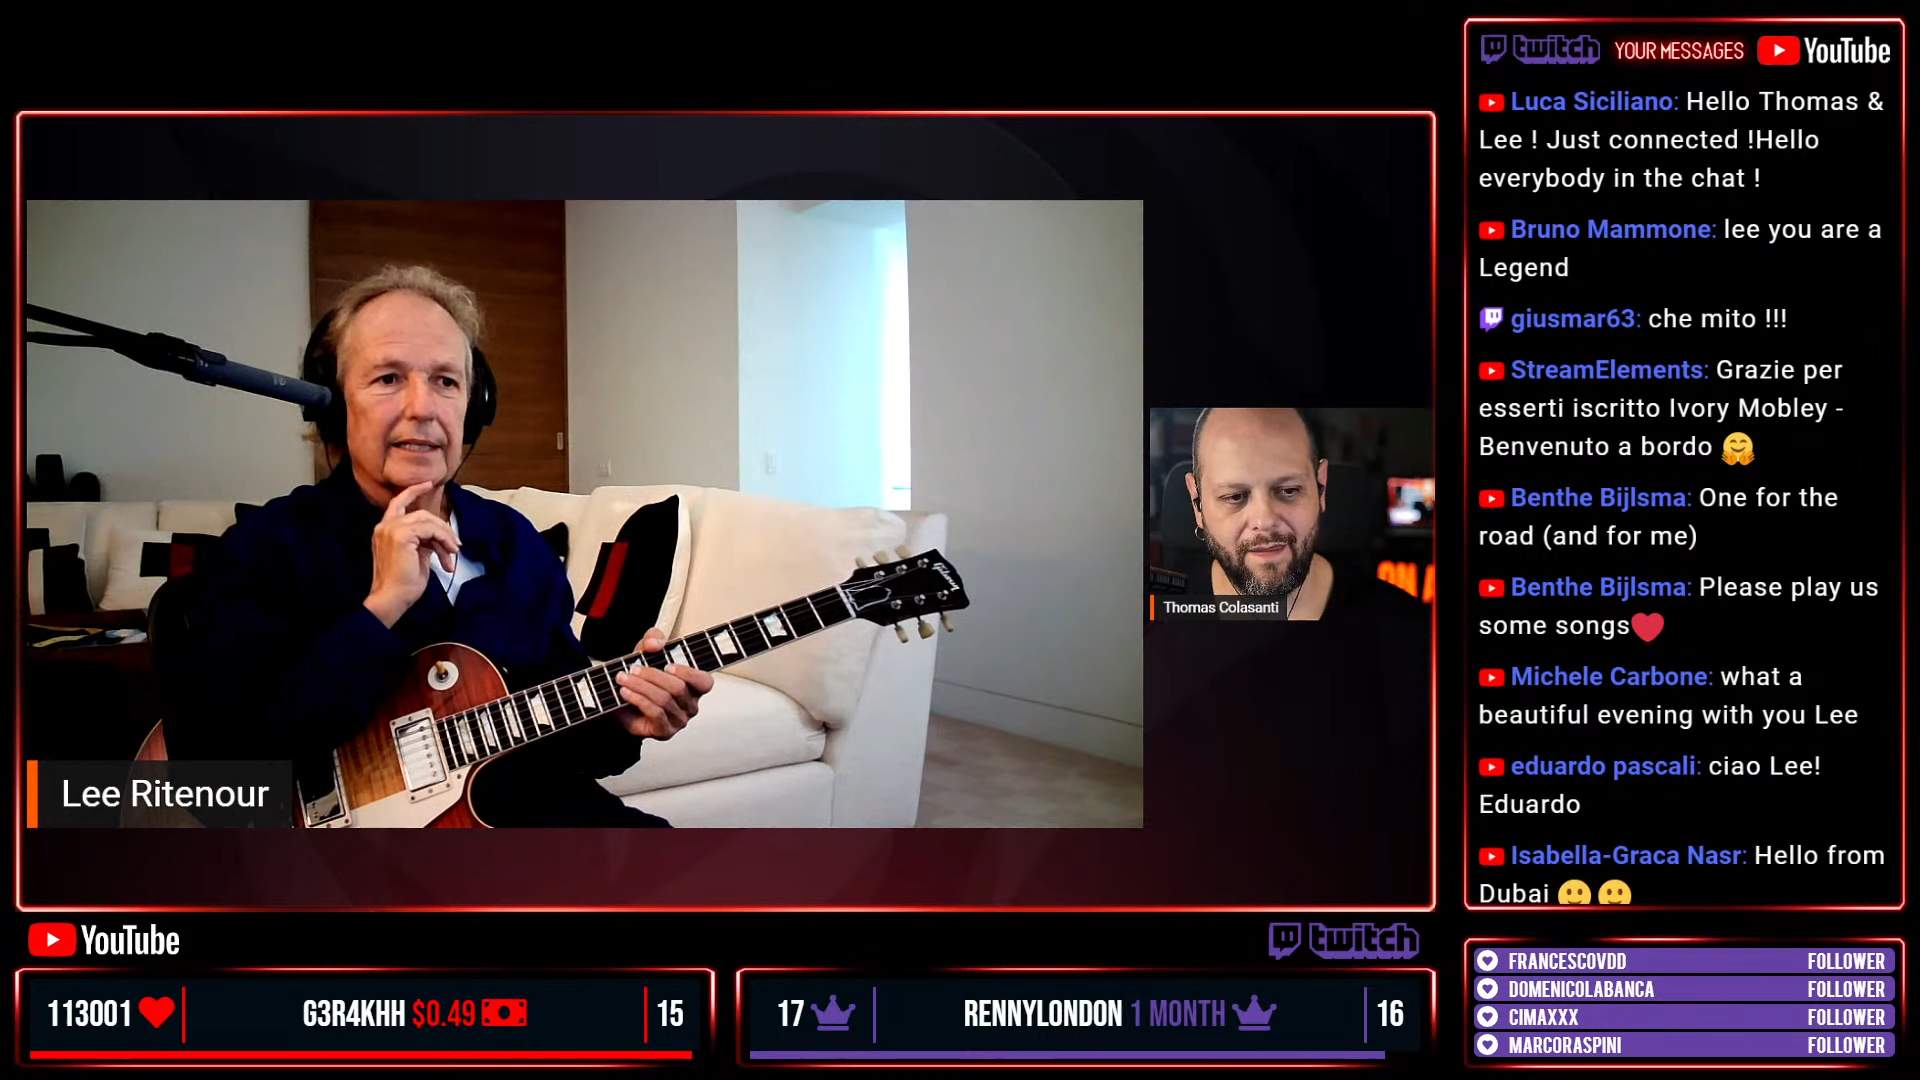 twitch YOUR MESSAGES YouTube
Luca Siciliano: Hello Thomas &
Lee ! Just connected !Hello
everybody in the chat !
Bruno Mammone: lee you are a
Legend
giusmar63: che mito !!!
StreamElements: Grazie per
esserti iscritto Ivory Mobley -
Benvenuto a bordo 🤗
Benthe Bijlsma: One for the
road (and for me)
Benthe Bijlsma: Please play us
some songs❤️
Michele Carbone: what a
beautiful evening with you Lee
eduardo pascali: ciao Lee!
Eduardo
Isabella-Graca Nasr: Hello from
Dubai 🙂 🙂
Gibson
Thomas Colasanti
ON A
Lee Ritenour
YouTube
twitch
113001 G3R4KHH $0.49 15
17 RENNYLONDON 1 MONTH 16
FRANCESCOVDD FOLLOWER
DOMENICOLABANCA FOLLOWER
CIMAXXX FOLLOWER
MARCORASPINI FOLLOWER